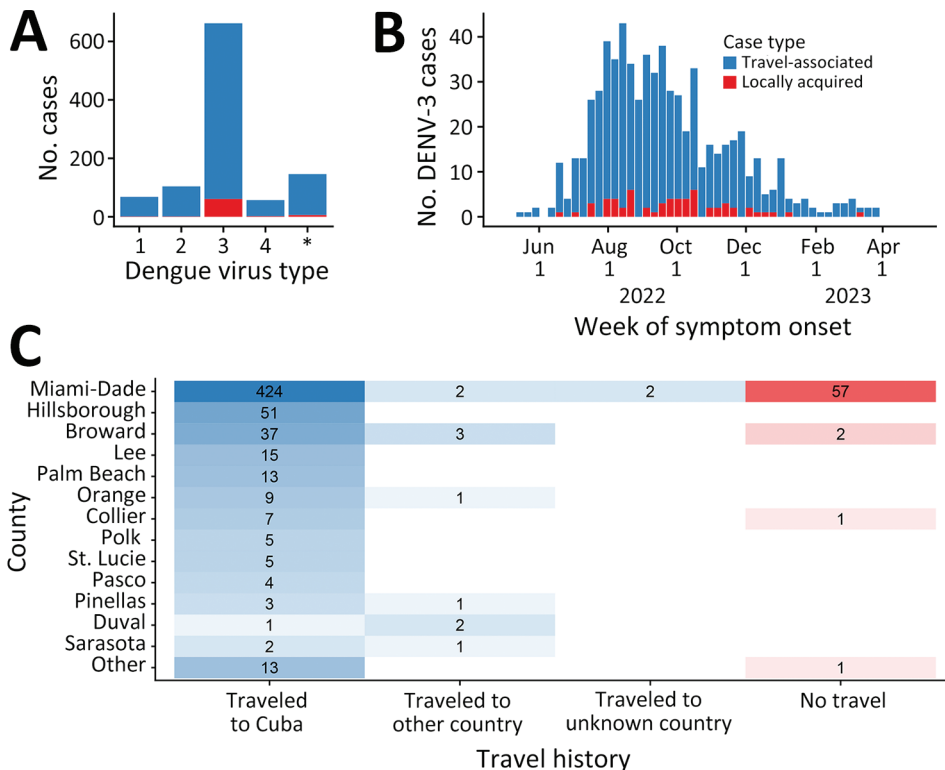 A
No. cases
600
400
200
0
1 2 3 4 *
Dengue virus type
B
No. DENV-3 cases
40
30
20
10
0
Case type
Travel-associated
Locally acquired
Jun Aug Oct Dec Feb Apr
1 1 1 1 1 1
2022 2023
Week of symptom onset
C
County
Miami-Dade 424 2 2 57
Hillsborough 51
Broward 37 3 2
Lee 15
Palm Beach 13
Orange 9 1
Collier 7 1
Polk 5
St. Lucie 5
Pasco 4
Pinellas 3 1
Duval 1 2
Sarasota 2 1
Other 13 1
Traveled Traveled to Traveled to No travel
to Cuba other country unknown country
Travel history